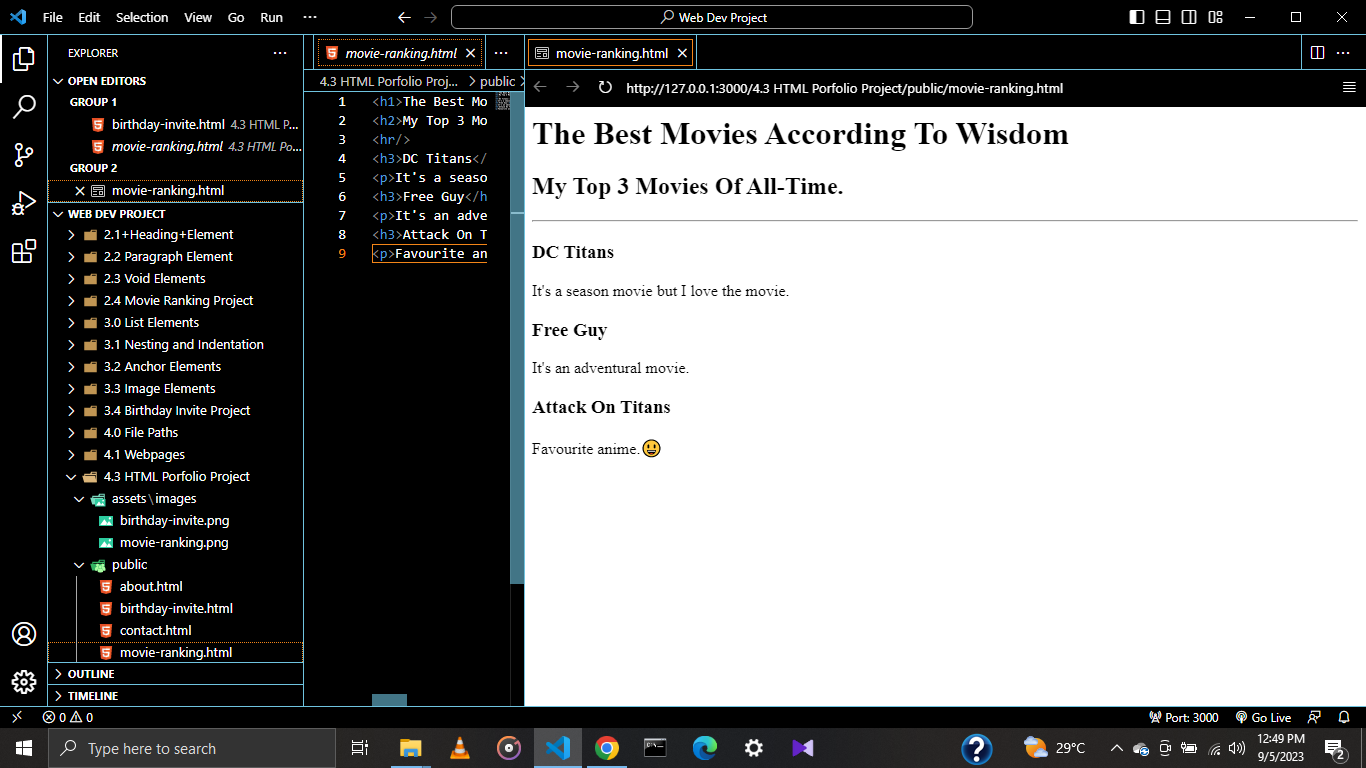 File Edit Selection View Go Run ··· Web Dev Project
EXPLORER ···
OPEN EDITORS
GROUP 1
birthday-invite.html 4.3 HTML P...
movie-ranking.html 4.3 HTML Po...
GROUP 2
movie-ranking.html
WEB DEV PROJECT
2.1+Heading+Element
2.2 Paragraph Element
2.3 Void Elements
2.4 Movie Ranking Project
3.0 List Elements
3.1 Nesting and Indentation
3.2 Anchor Elements
3.3 Image Elements
3.4 Birthday Invite Project
4.0 File Paths
4.1 Webpages
4.3 HTML Porfolio Project
assets\images
birthday-invite.png
movie-ranking.png
public
about.html
birthday-invite.html
contact.html
movie-ranking.html
OUTLINE
TIMELINE
movie-ranking.html ···
4.3 HTML Porfolio Proj... > public >
1 <h1>The Best Mo
2 <h2>My Top 3 Mo
3 <hr/>
4 <h3>DC Titans</
5 <p>It's a seaso
6 <h3>Free Guy</h
7 <p>It's an adve
8 <h3>Attack On T
9 <p>Favourite an
movie-ranking.html ···
http://127.0.0.1:3000/4.3 HTML Porfolio Project/public/movie-ranking.html
The Best Movies According To Wisdom
My Top 3 Movies Of All-Time.
DC Titans
It's a season movie but I love the movie.
Free Guy
It's an adventural movie.
Attack On Titans
Favourite anime.😃
0 0 Port: 3000 Go Live
Type here to search 29°C 12:49 PM
9/5/2023
2